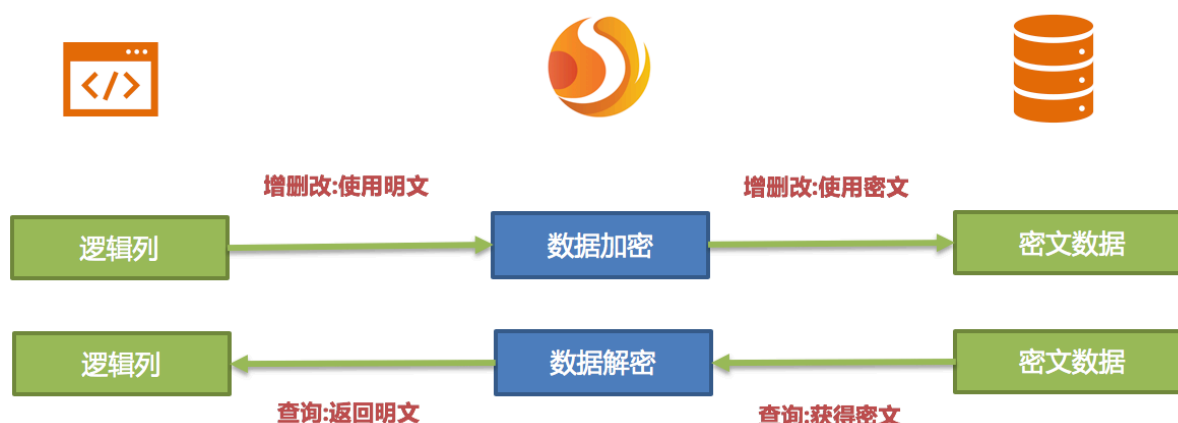 </>
增删改:使用明文
增删改:使用密文
逻辑列
数据加密
密文数据
逻辑列
数据解密
密文数据
查询:返回明文
查询:获得密文